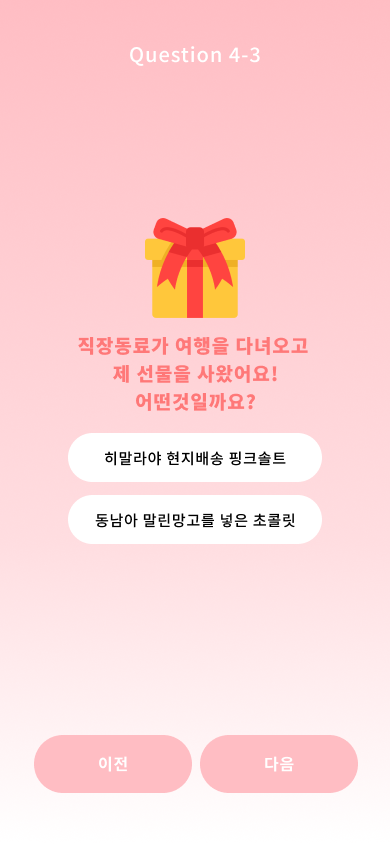 Question 4-3
직장동료가 여행을 다녀오고
제 선물을 사왔어요!
어떤것일까요?
히말라야 현지배송 핑크솔트
동남아 말린망고를 넣은 초콜릿
이전
다음